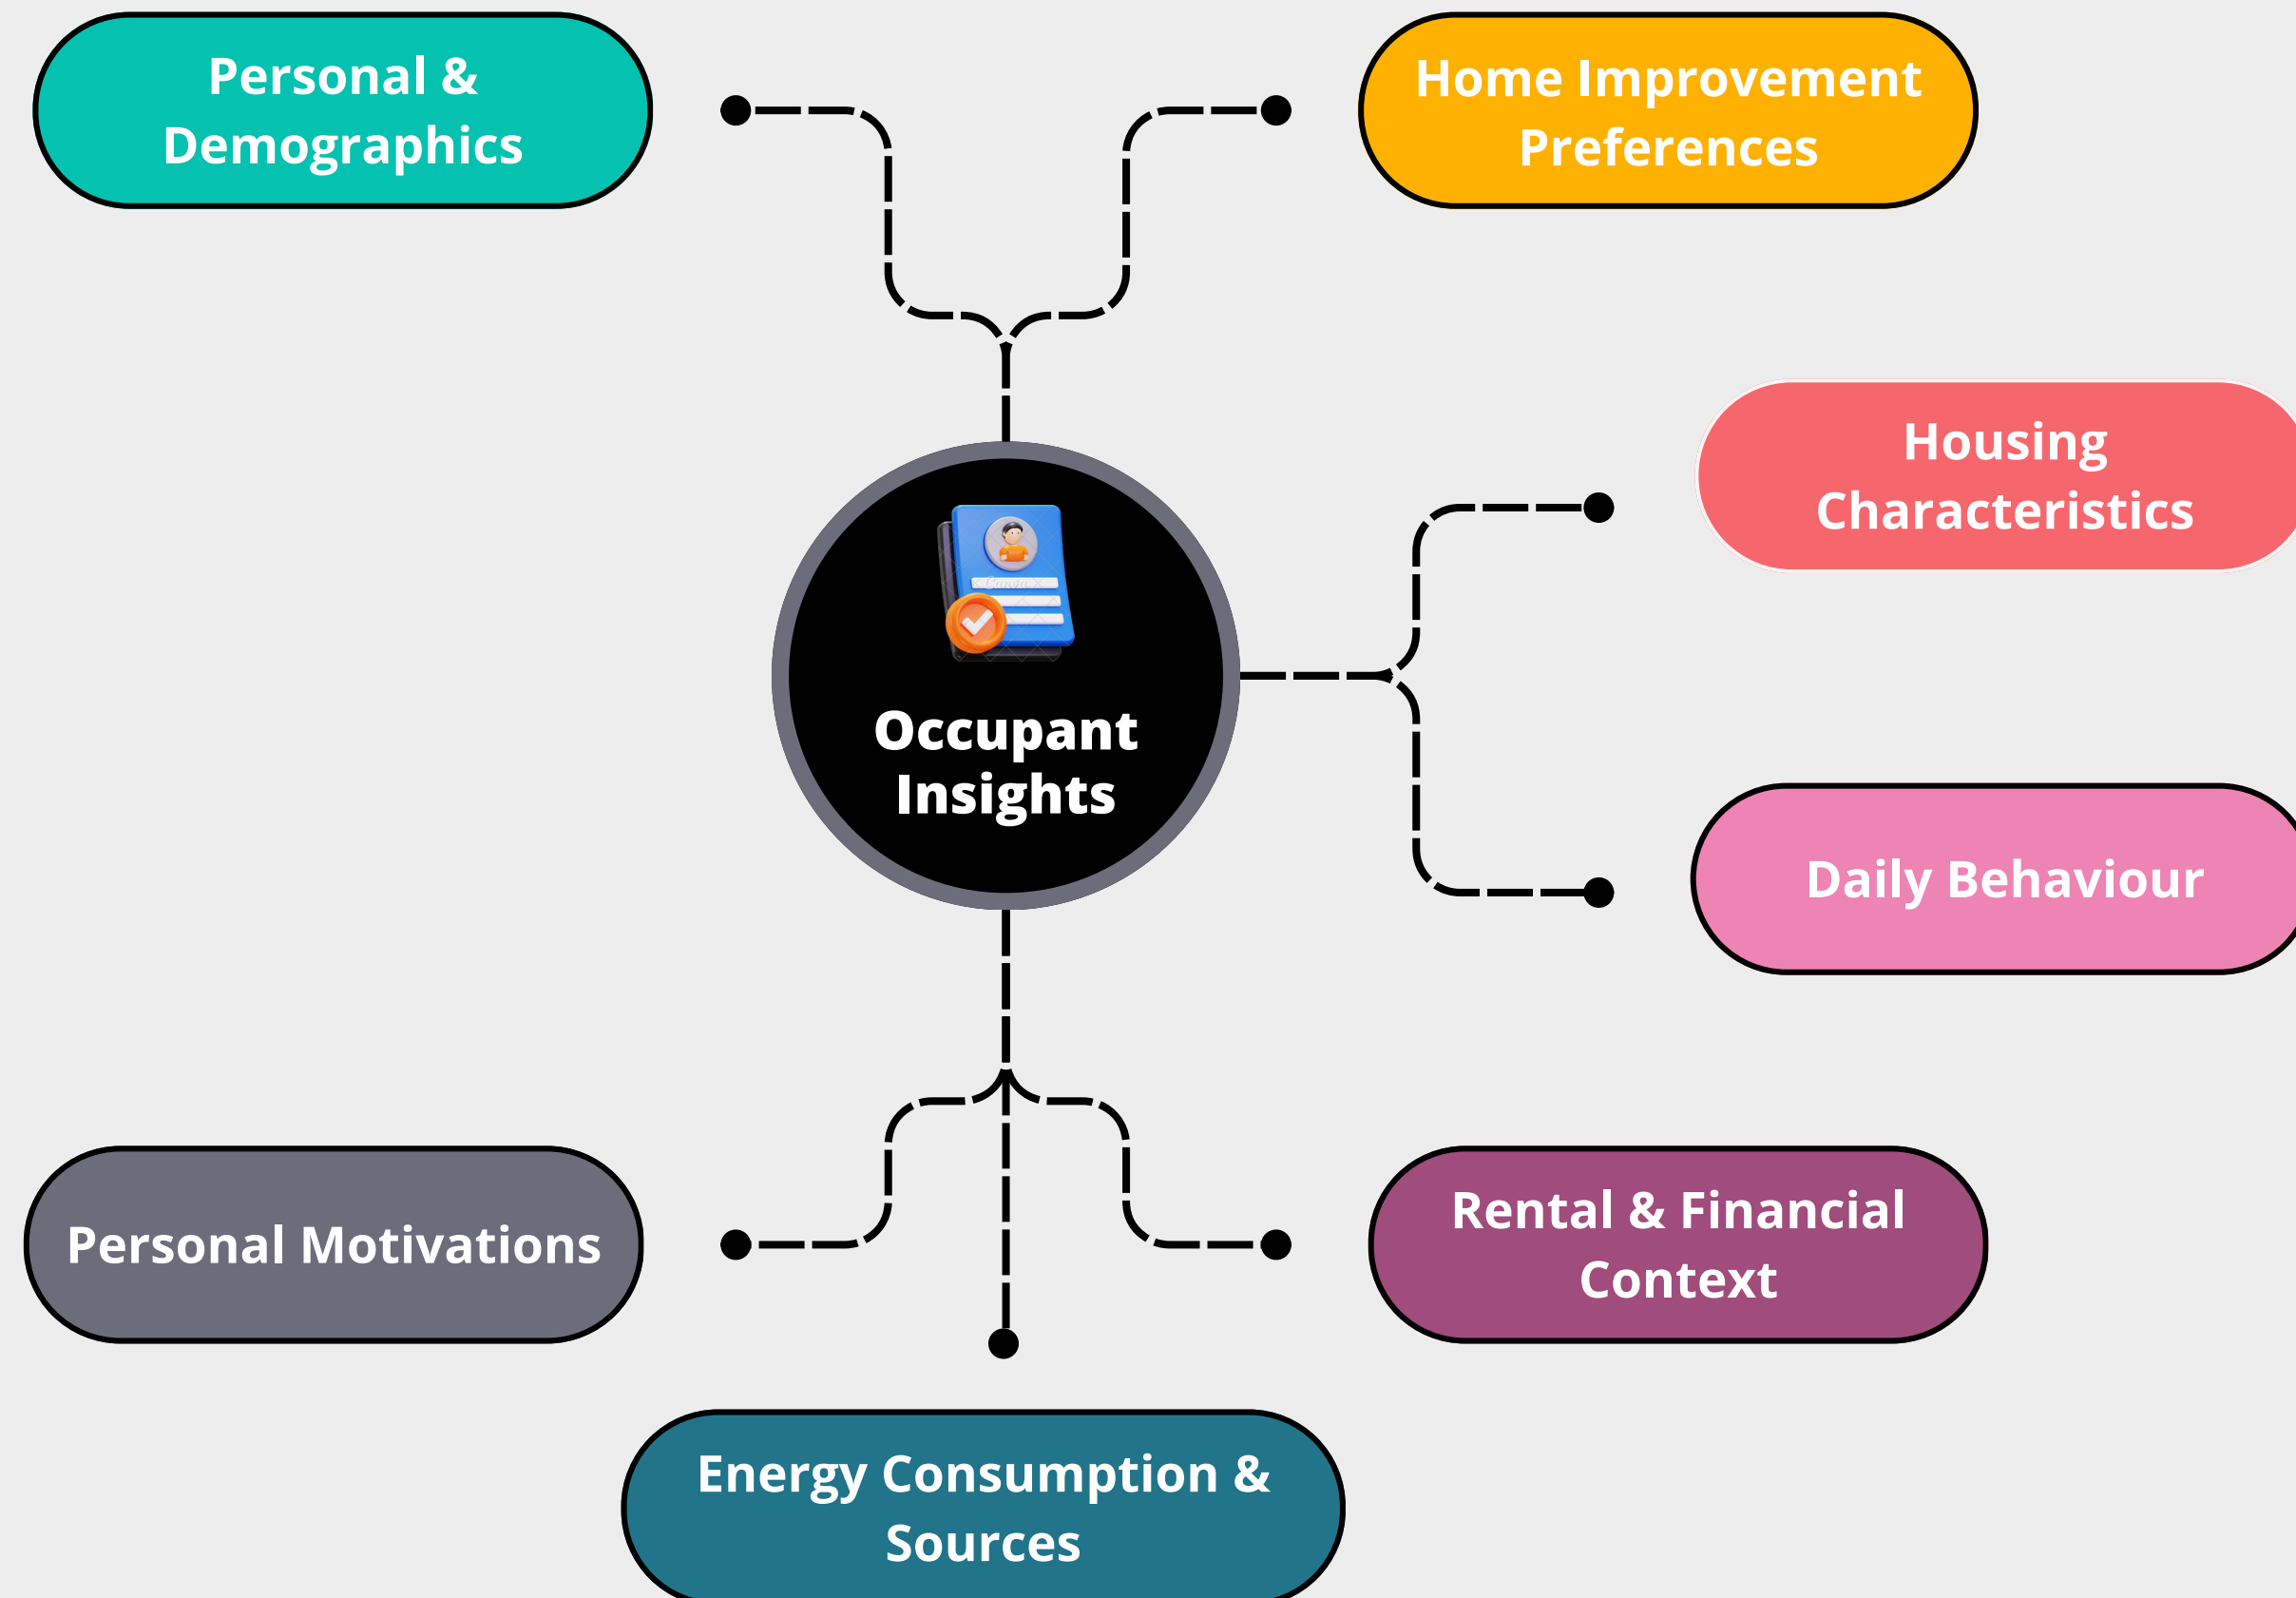 Personal &
Demographics
Home Improvement
Preferences
Housing
Characteristics
Canva
Occupant
Insights
Daily Behaviour
Personal Motivations
Rental & Financial
Context
Energy Consumption &
Sources